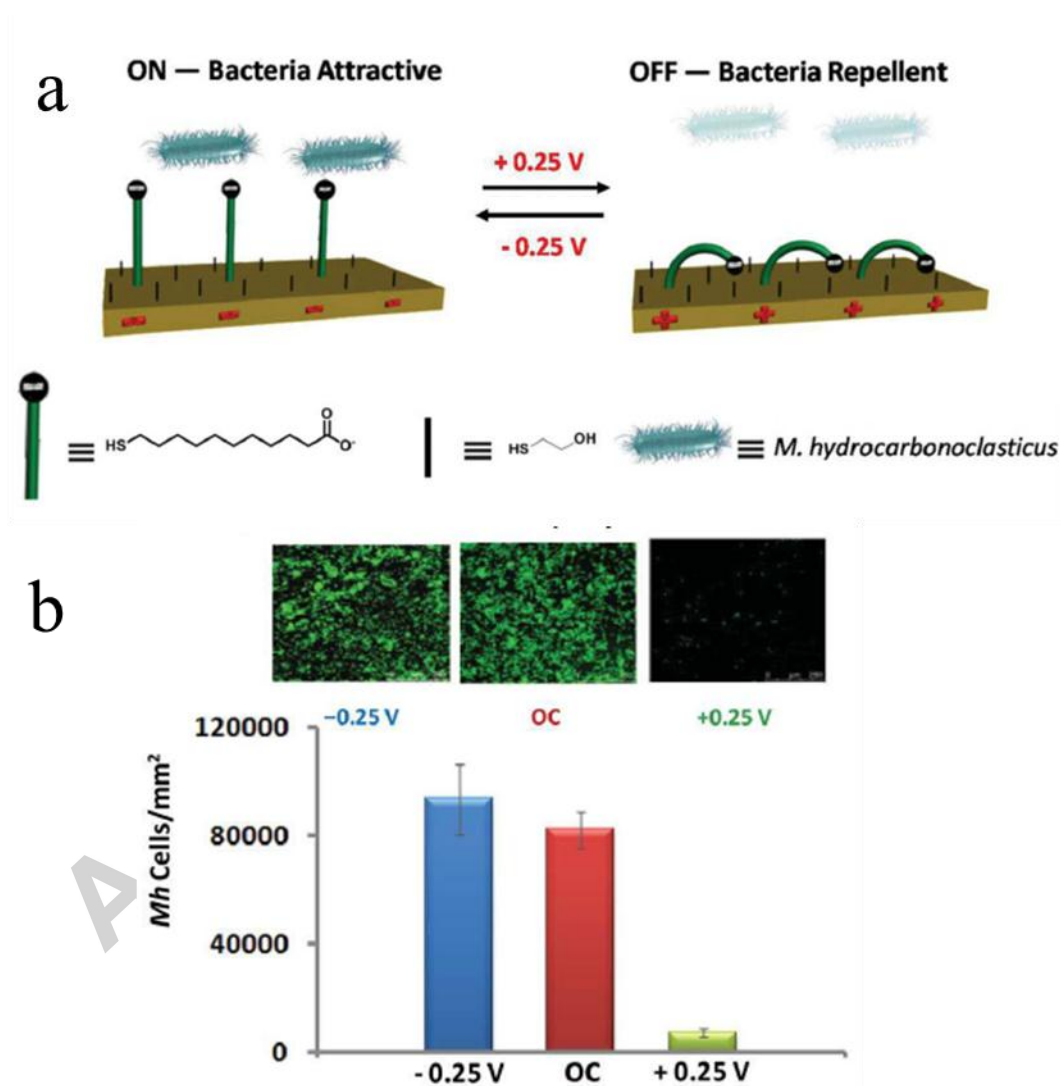 a
ON — Bacteria Attractive
OFF — Bacteria Repellent
+ 0.25 V
- 0.25 V
≡ HS O O-
≡ HS OH
≡ M. hydrocarbonoclasticus
b
−0.25 V OC +0.25 V
Mh Cells/mm²
120000
80000
40000
0
- 0.25 V OC + 0.25 V
A